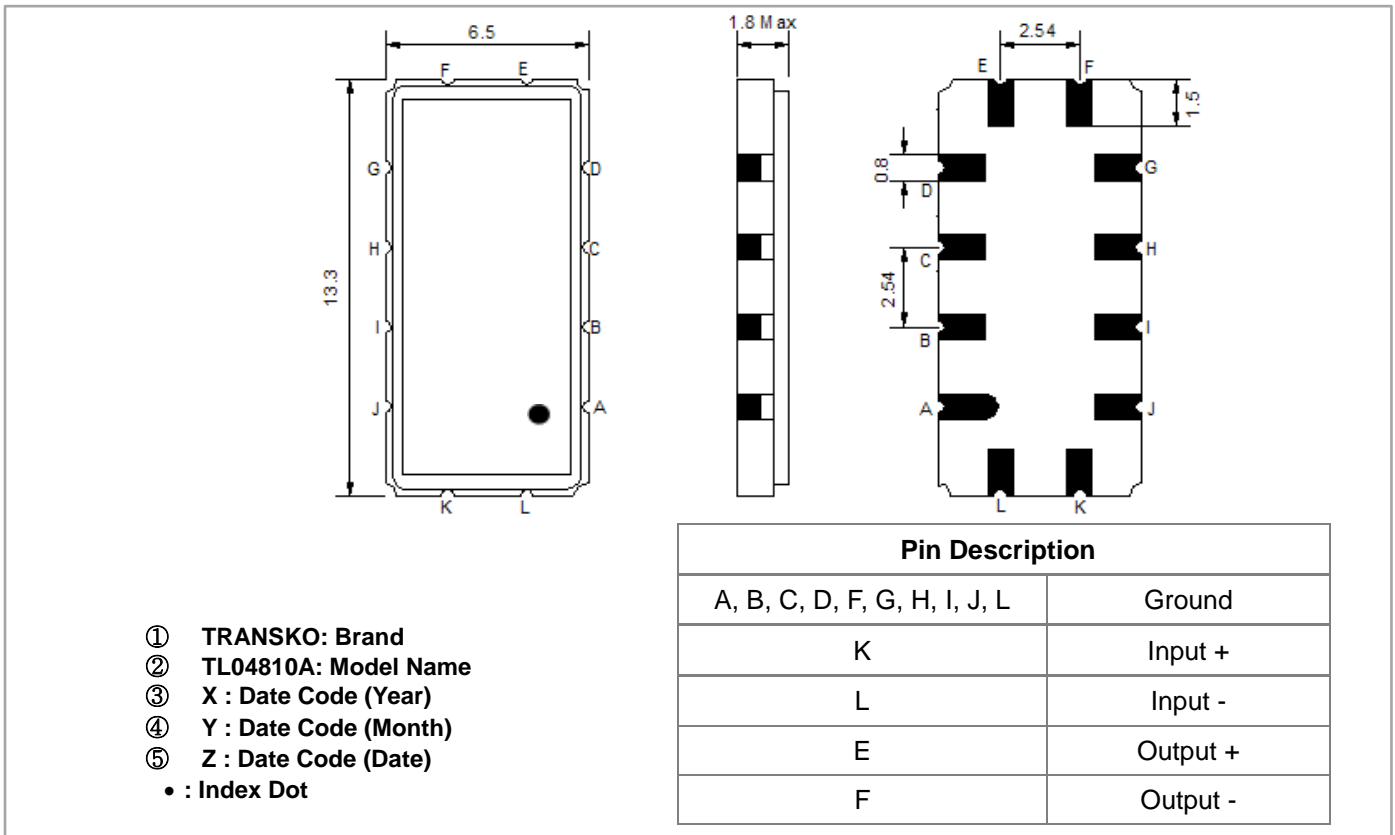 6.5
1.8 Max
2.54
F E
E F
1.5
13.3
G D
0.8
D G
H C
C H
2.54
I B
B I
J A
A J
K L
L K
Pin Description
A, B, C, D, F, G, H, I, J, L Ground
K Input +
L Input -
E Output +
F Output -
① TRANSKO: Brand
② TL04810A: Model Name
③ X : Date Code (Year)
④ Y : Date Code (Month)
⑤ Z : Date Code (Date)
• : Index Dot